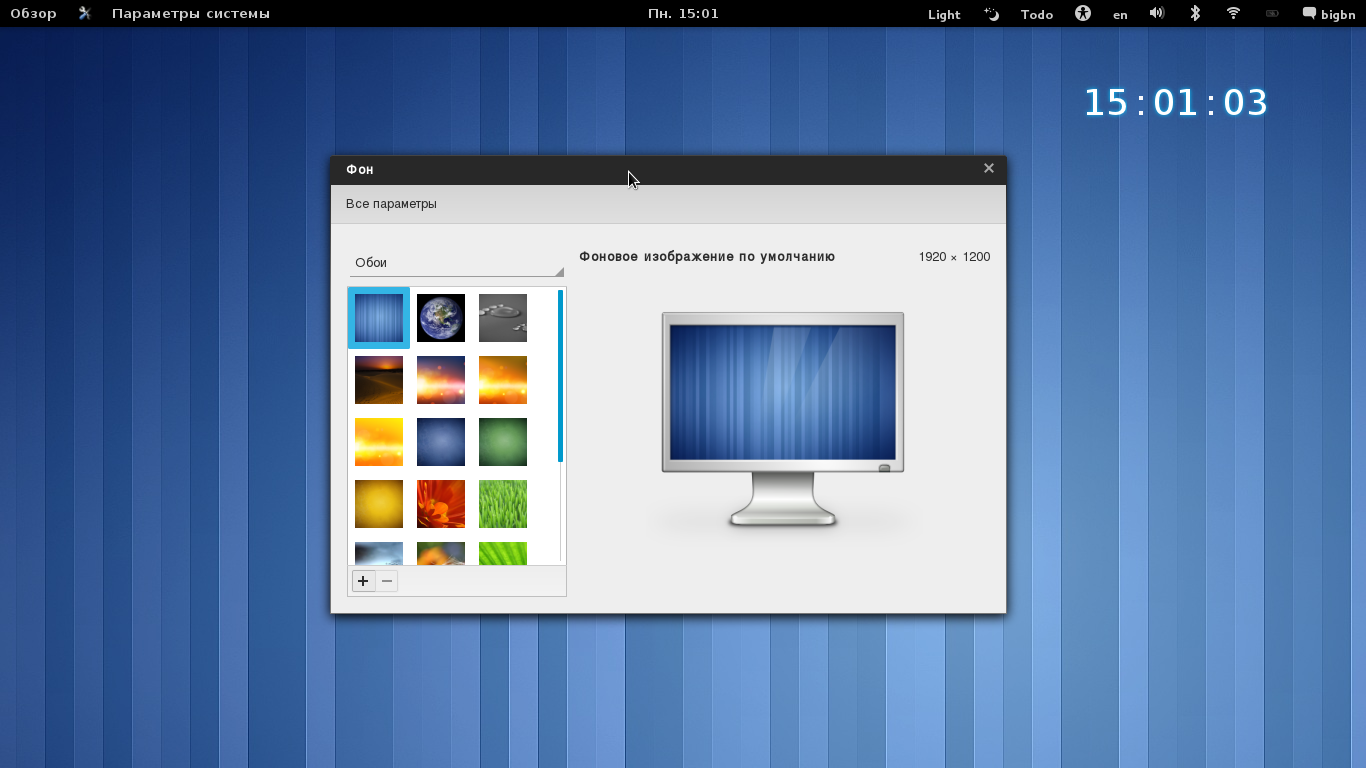 Обзор Параметры системы Пн. 15:01 Light Todo en bigbn
15:01:03
Фон
Все параметры
Обои
Фоновое изображение по умолчанию 1920 × 1200